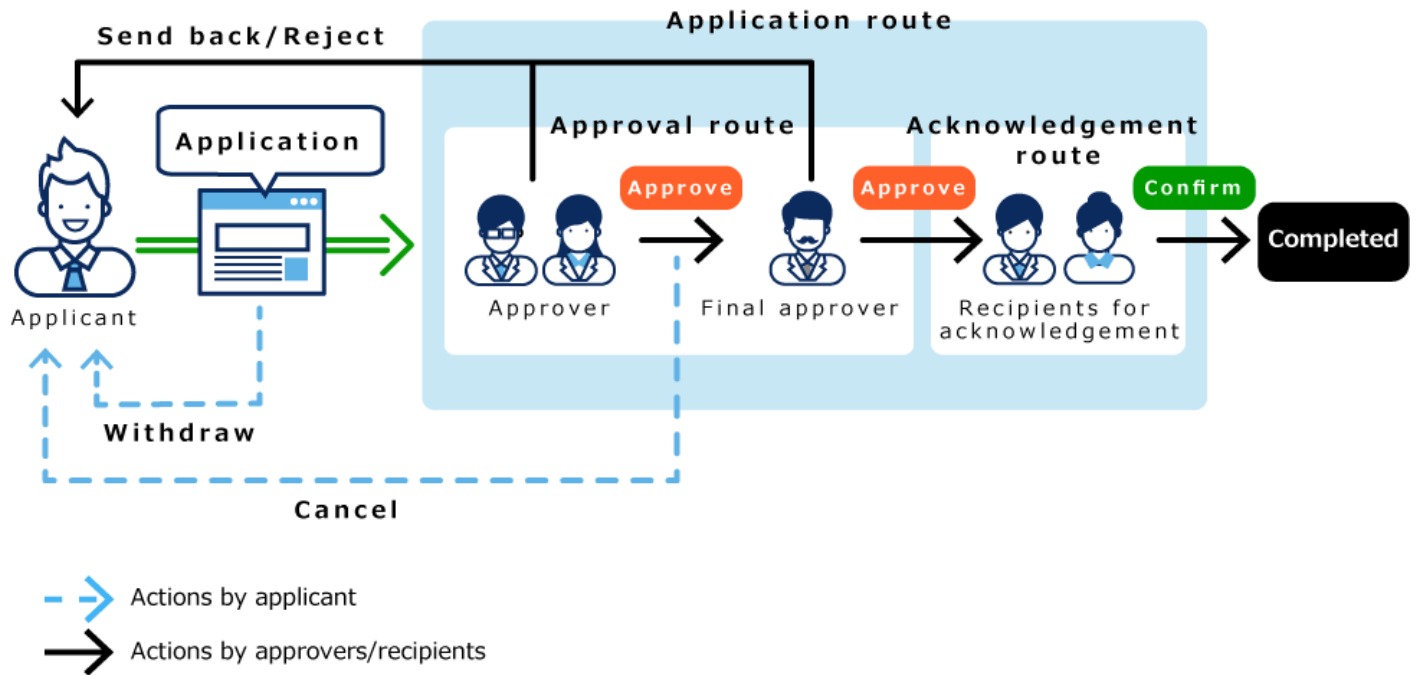 Application route
Send back/Reject
Approval route
Acknowledgement
route
Application
Approve
Approve
Confirm
Completed
Applicant
Approver
Final approver
Recipients for
acknowledgement
Withdraw
Cancel
Actions by applicant
Actions by approvers/recipients